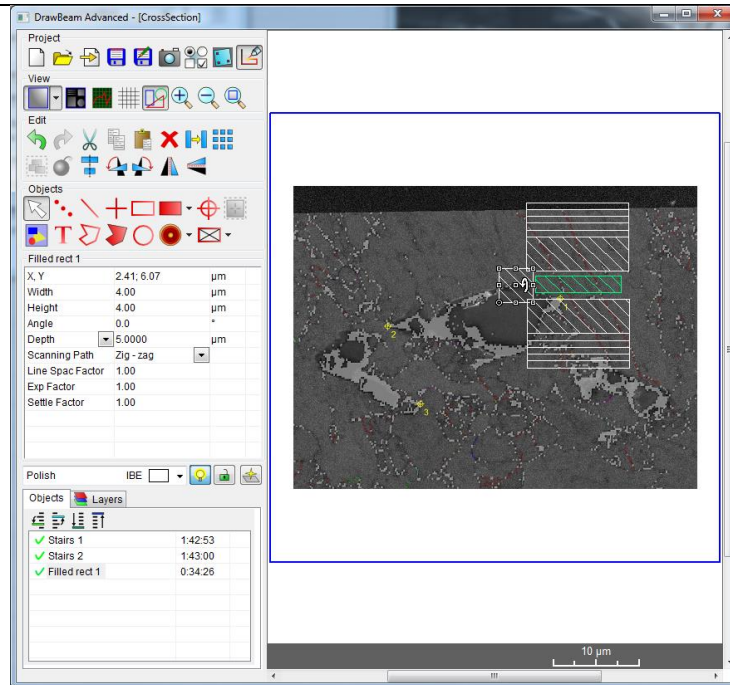 DrawBeam Advanced - [CrossSection]
Project
View
Edit
Objects
T
Filled rect 1
X, Y 2.41; 6.07 µm
Width 4.00 µm
Height 4.00 µm
Angle 0.0 °
Depth 5.0000 µm
Scanning Path Zig - zag
Line Spac Factor 1.00
Exp Factor 1.00
Settle Factor 1.00
Polish IBE
Objects Layers
Stairs 1 1:42:53
Stairs 2 1:43:00
Filled rect 1 0:34:26
1
2
3
10 µm